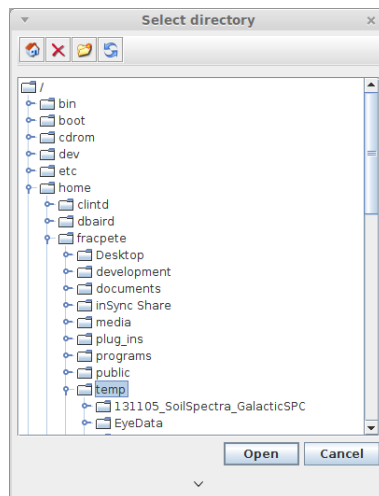 Select directory
/
bin
boot
cdrom
dev
etc
home
clintd
dbaird
fracpete
Desktop
development
documents
inSync Share
media
plug_ins
programs
public
temp
131105_SoilSpectra_GalacticSPC
EyeData
Open Cancel